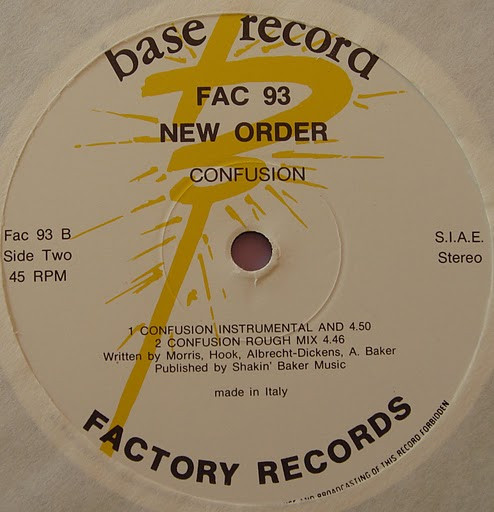 base record
FAC 93
NEW ORDER
CONFUSION
Fac 93 B
Side Two
45 RPM
S.I.A.E.
Stereo
1 CONFUSION INSTRUMENTAL AND 4.50
2 CONFUSION ROUGH MIX 4.46
Written by Morris, Hook, Albrecht-Dickens, A. Baker
Published by Shakin' Baker Music
made in Italy
FACTORY RECORDS
AND BROADCASTING OF THIS RECORD FORBIDDEN